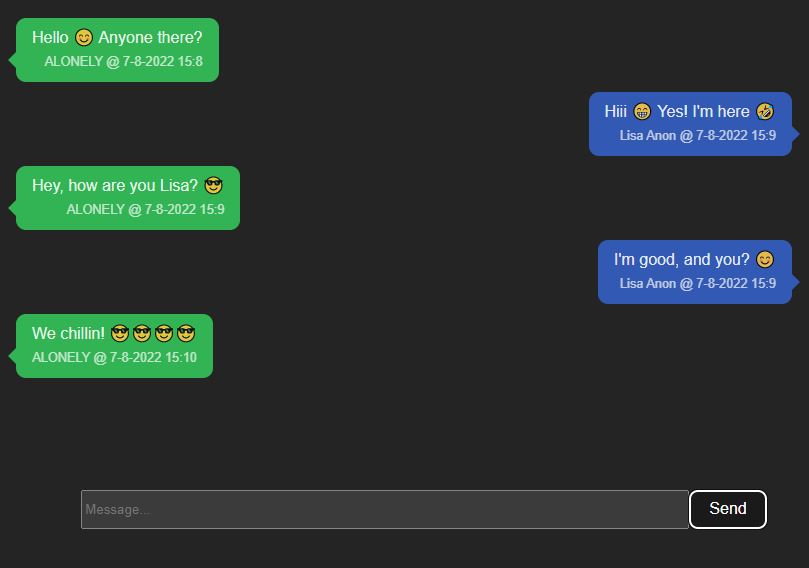 Hello 😊 Anyone there?
ALONELY @ 7-8-2022 15:8
Hiii 😁 Yes! I'm here 🤣
Lisa Anon @ 7-8-2022 15:9
Hey, how are you Lisa? 😎
ALONELY @ 7-8-2022 15:9
I'm good, and you? 😊
Lisa Anon @ 7-8-2022 15:9
We chillin! 😎😎😎😎
ALONELY @ 7-8-2022 15:10
Message... Send